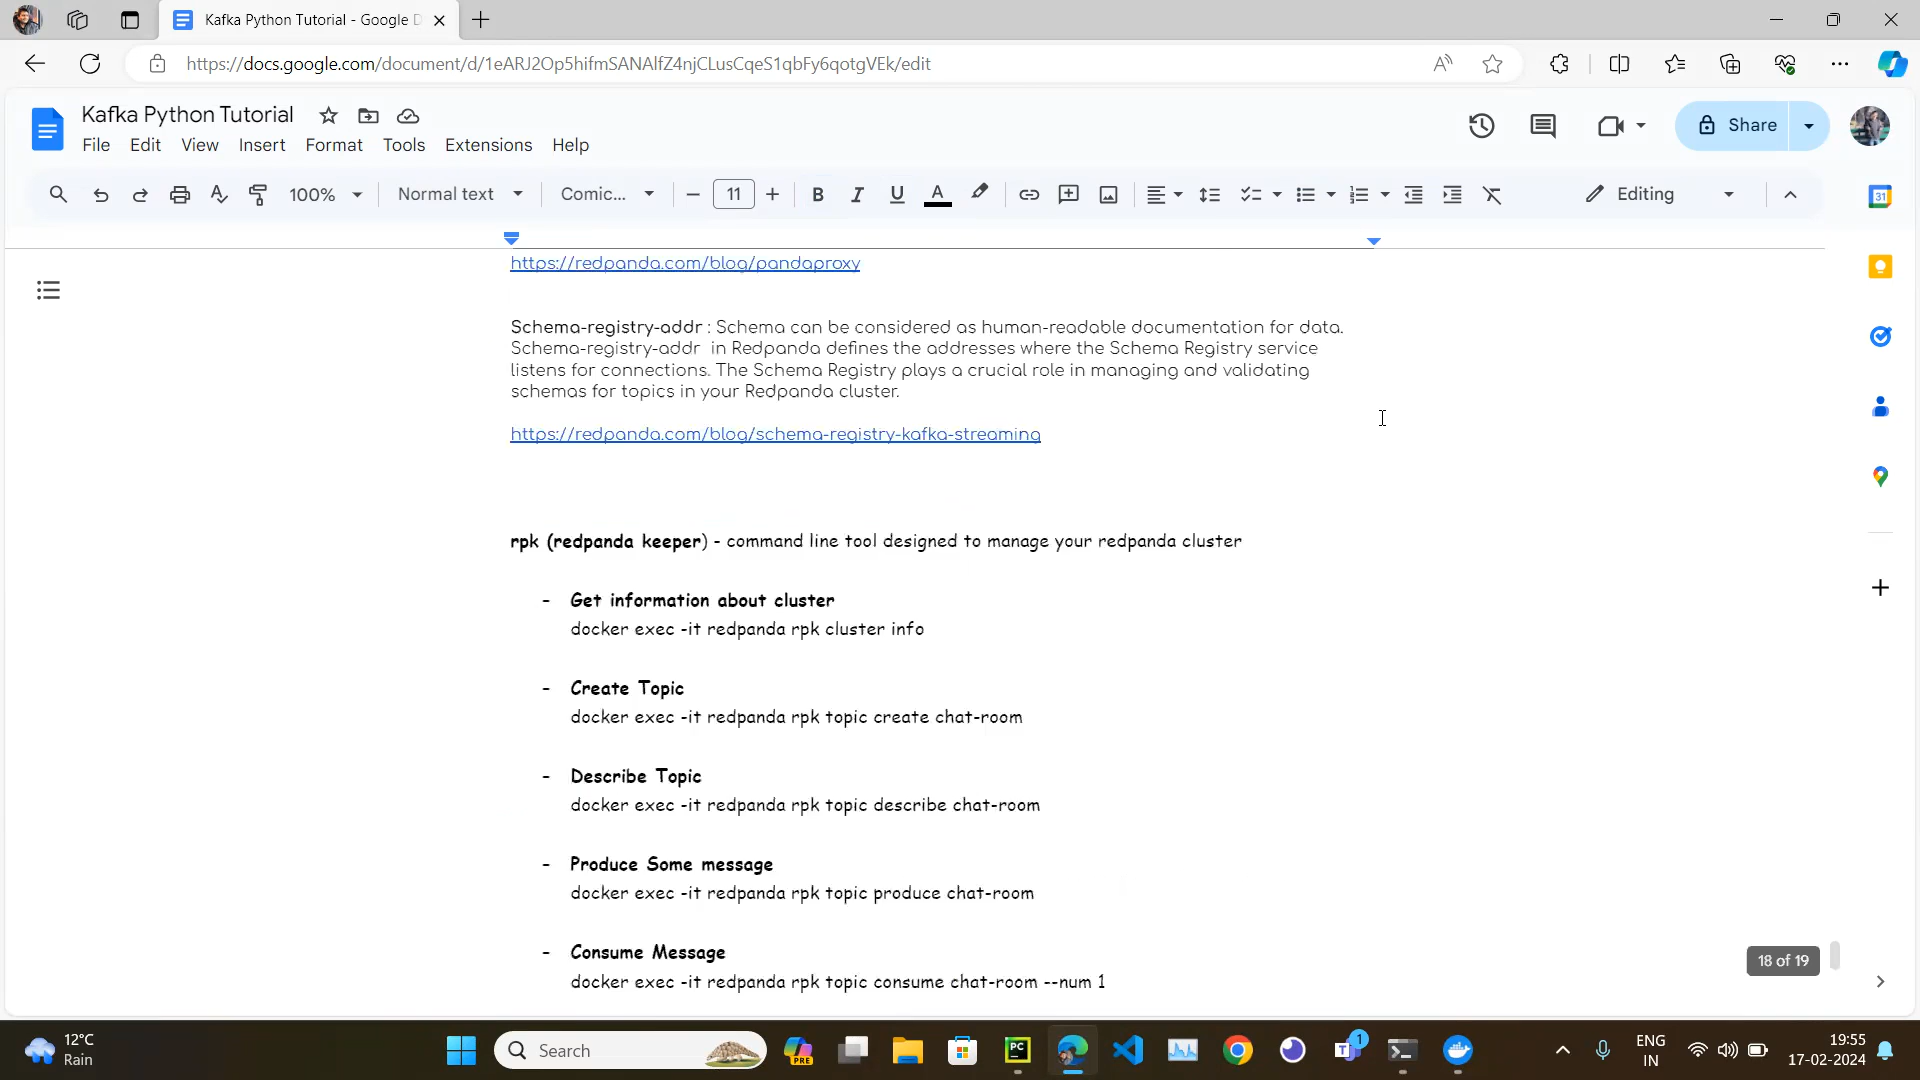 Kafka Python Tutorial - Google D
https://docs.google.com/document/d/1eARJ2Op5hifmSANAlfZ4njCLusCqeS1qbFy6qotgVEk/edit
Kafka Python Tutorial
Share
File Edit View Insert Format Tools Extensions Help
100% Normal text Comic... 11 Editing
31
https://redpanda.com/blog/pandaproxy
Schema-registry-addr : Schema can be considered as human-readable documentation for data.
Schema-registry-addr in Redpanda defines the addresses where the Schema Registry service
listens for connections. The Schema Registry plays a crucial role in managing and validating
schemas for topics in your Redpanda cluster.
https://redpanda.com/blog/schema-registry-kafka-streaming
rpk (redpanda keeper) - command line tool designed to manage your redpanda cluster
- Get information about cluster
docker exec -it redpanda rpk cluster info
- Create Topic
docker exec -it redpanda rpk topic create chat-room
- Describe Topic
docker exec -it redpanda rpk topic describe chat-room
- Produce Some message
docker exec -it redpanda rpk topic produce chat-room
- Consume Message
docker exec -it redpanda rpk topic consume chat-room --num 1
18 of 19
12°C
Rain
Search
PRE
PC
1
ENG
IN
19:55
17-02-2024